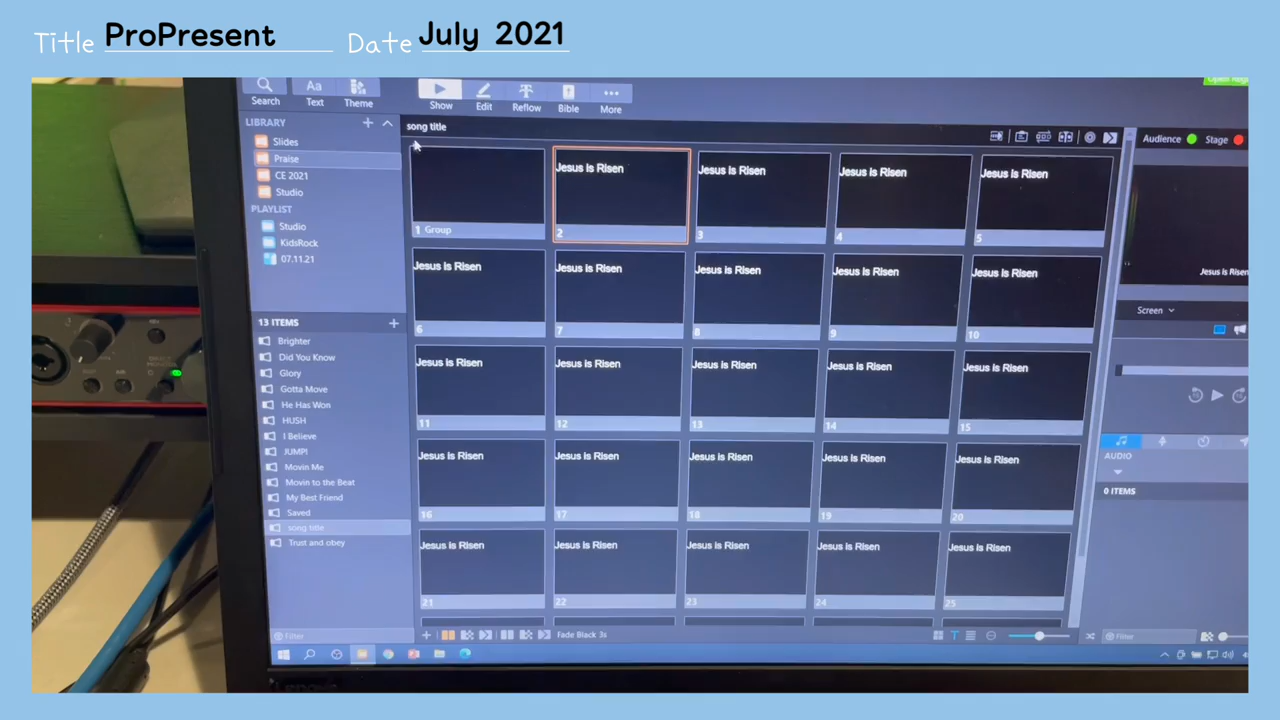 Title ProPresent Date July 2021
Search Text Theme Show Edit Reflow Bible More
LIBRARY
Slides
Praise
CE 2021
Studio
PLAYLIST
Studio
KidsRock
07.11.21
13 ITEMS
Brighter
Did You Know
Glory
Gotta Move
He Has Won
HUSH
I Believe
JUMP!
Movin Me
Movin to the Beat
My Best Friend
Saved
song title
Trust and obey
Filter
song title
Jesus is Risen Jesus is Risen Jesus is Risen Jesus is Risen
1 Group 2 3 4 5
Jesus is Risen Jesus is Risen Jesus is Risen Jesus is Risen Jesus is Risen
6 7 8 9 10
Jesus is Risen Jesus is Risen Jesus is Risen Jesus is Risen Jesus is Risen
11 12 13 14 15
Jesus is Risen Jesus is Risen Jesus is Risen Jesus is Risen Jesus is Risen
16 17 18 19 20
Jesus is Risen Jesus is Risen Jesus is Risen Jesus is Risen Jesus is Risen
21 22 23 24 25
Fade Black 3s
Audience Stage
Jesus is Risen
Screen
AUDIO
0 ITEMS
Filter